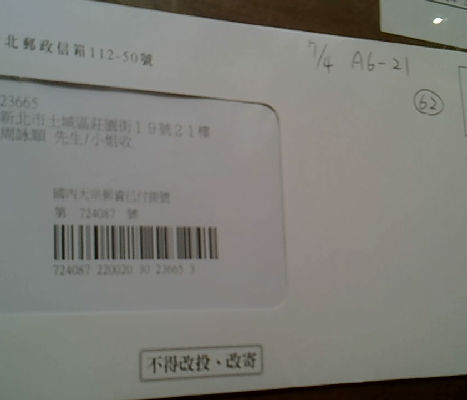 北郵政信箱112-50號
7/4 A6-21
62
23665
新北市土城區莊園街19號21樓
周詠順 先生/小姐收
國內大宗郵資已付掛號
第 724087 號
724087 220020 30 23665 3
不得改投、改寄